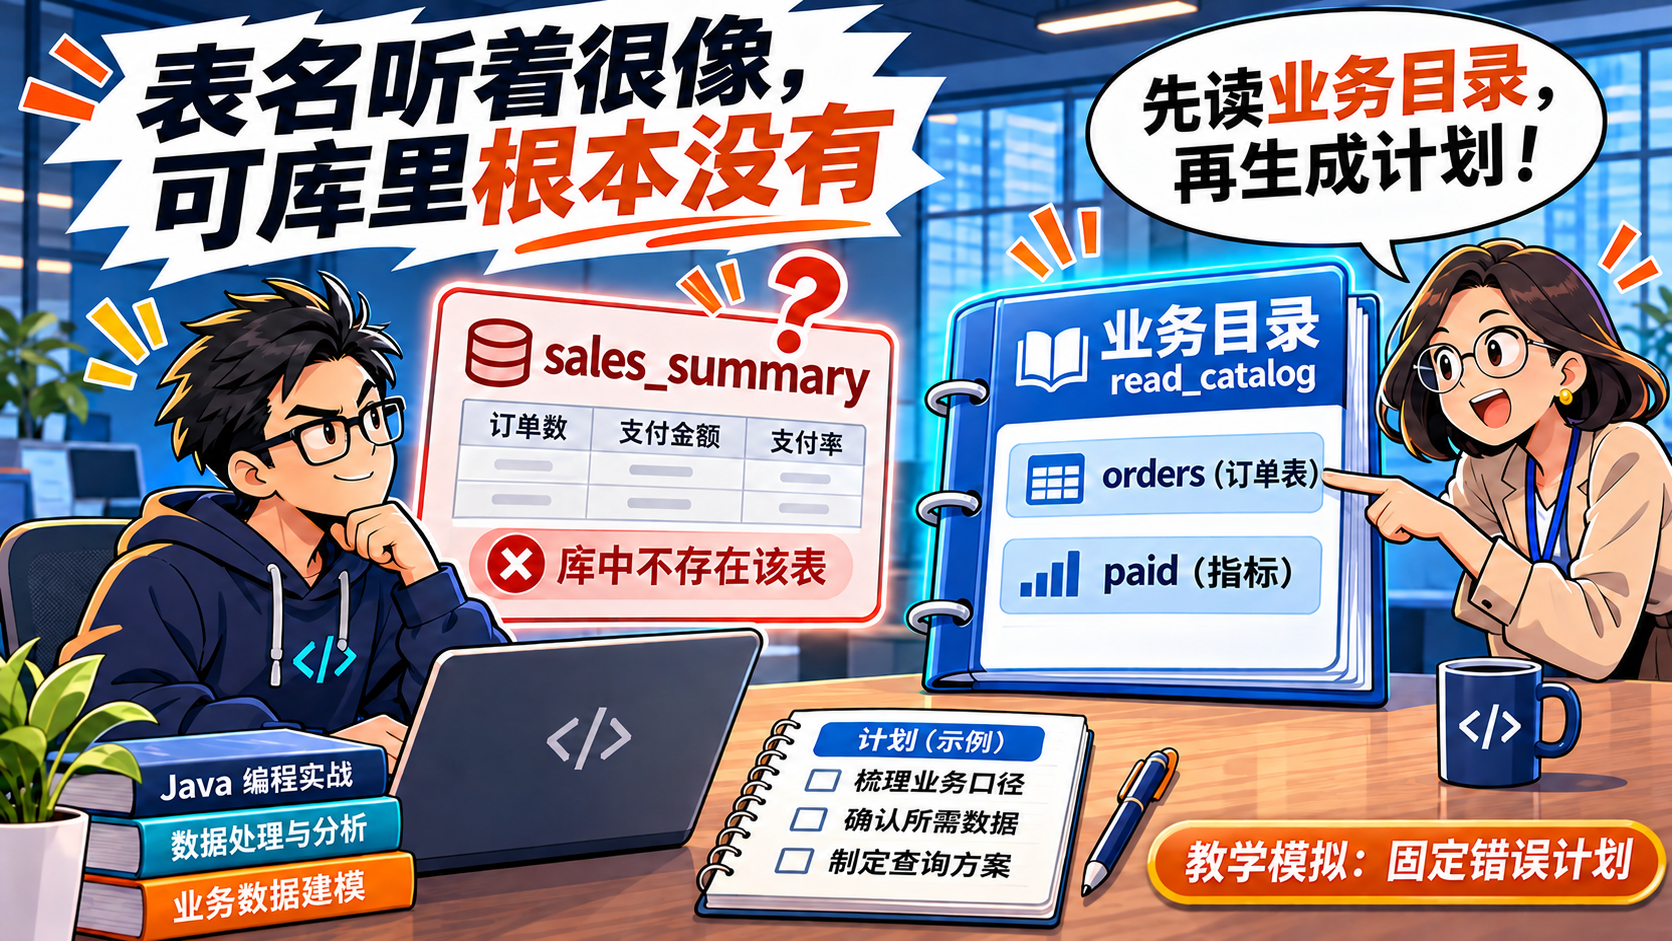 表名听着很像，
可库里根本没有
先读业务目录，
再生成计划！
?
sales_summary
订单数 支付金额 支付率
库中不存在该表
业务目录
read_catalog
orders（订单表）
paid（指标）
</>
</>
</>
Java 编程实战
数据处理与分析
业务数据建模
计划（示例）
梳理业务口径
确认所需数据
制定查询方案
教学模拟：固定错误计划